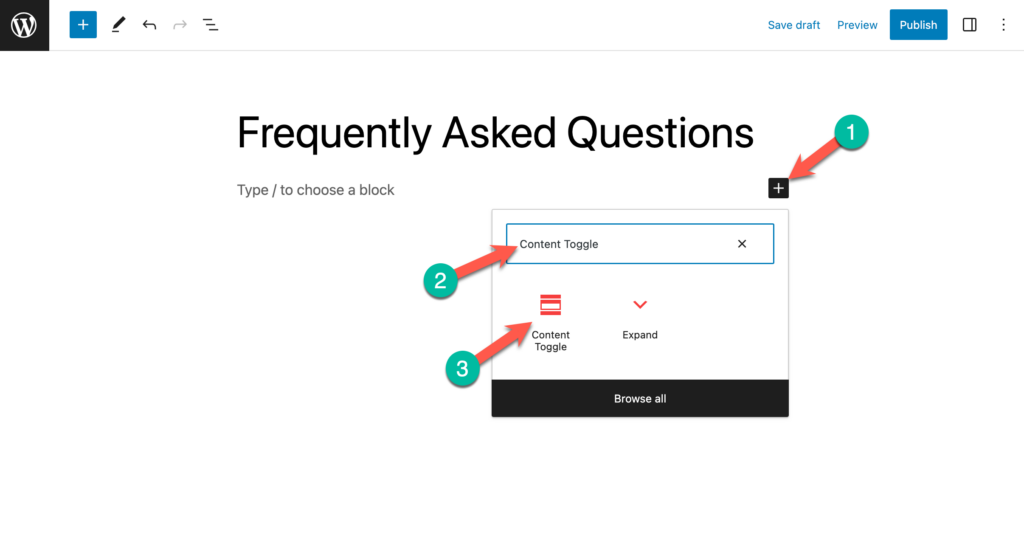 Save draft Preview Publish
Frequently Asked Questions
1
Type / to choose a block
Content Toggle
2
Content
Toggle
Expand
3
Browse all